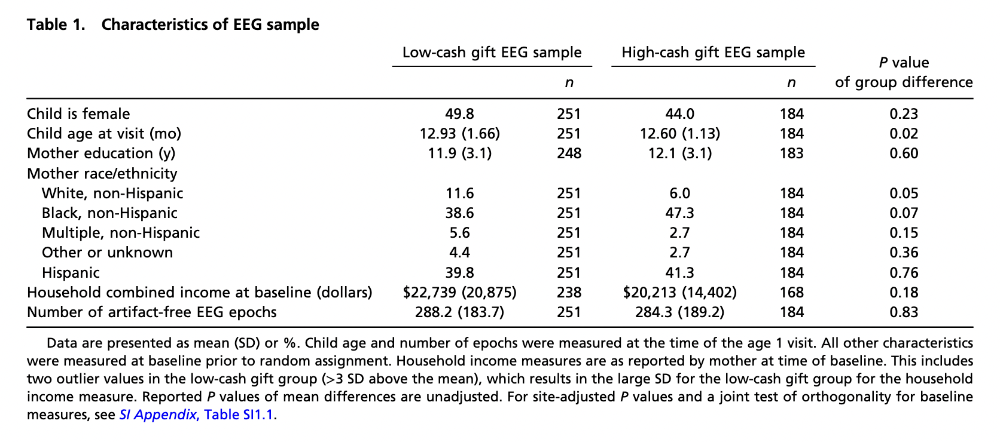 Table 1. Characteristics of EEG sample
Low-cash gift EEG sample High-cash gift EEG sample P value
n n of group difference
Child is female 49.8 251 44.0 184 0.23
Child age at visit (mo) 12.93 (1.66) 251 12.60 (1.13) 184 0.02
Mother education (y) 11.9 (3.1) 248 12.1 (3.1) 183 0.60
Mother race/ethnicity
White, non-Hispanic 11.6 251 6.0 184 0.05
Black, non-Hispanic 38.6 251 47.3 184 0.07
Multiple, non-Hispanic 5.6 251 2.7 184 0.15
Other or unknown 4.4 251 2.7 184 0.36
Hispanic 39.8 251 41.3 184 0.76
Household combined income at baseline (dollars) $22,739 (20,875) 238 $20,213 (14,402) 168 0.18
Number of artifact-free EEG epochs 288.2 (183.7) 251 284.3 (189.2) 184 0.83
Data are presented as mean (SD) or %. Child age and number of epochs were measured at the time of the age 1 visit. All other characteristics
were measured at baseline prior to random assignment. Household income measures are as reported by mother at time of baseline. This includes
two outlier values in the low-cash gift group (>3 SD above the mean), which results in the large SD for the low-cash gift group for the household
income measure. Reported P values of mean differences are unadjusted. For site-adjusted P values and a joint test of orthogonality for baseline
measures, see SI Appendix, Table SI1.1.